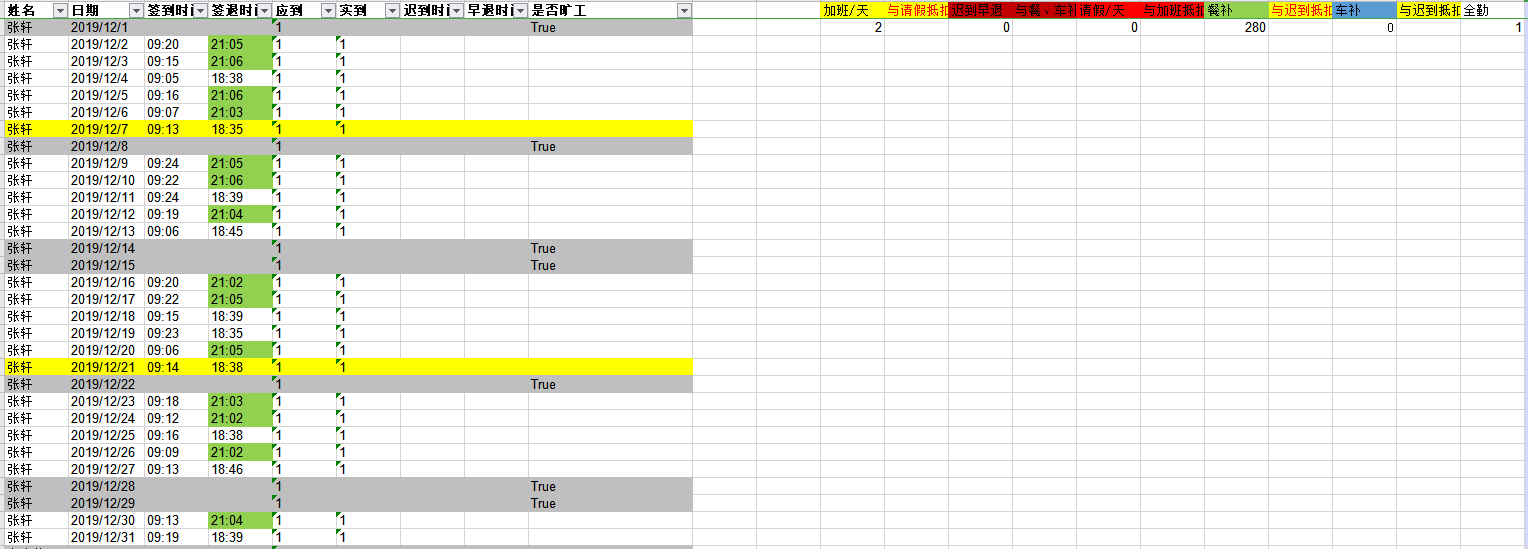 姓名 日期 签到时间 签退时间 应到 实到 迟到时间 早退时间 是否旷工 加班/天 与请假抵扣 迟到早退 与餐、车补 请假/天 与加班抵扣 餐补 与迟到抵扣 车补 与迟到抵扣 全勤
张轩 2019/12/1 1 True 2 0 0 280 0 1
张轩 2019/12/2 09:20 21:05 1 1
张轩 2019/12/3 09:15 21:06 1 1
张轩 2019/12/4 09:05 18:38 1 1
张轩 2019/12/5 09:16 21:06 1 1
张轩 2019/12/6 09:07 21:03 1 1
张轩 2019/12/7 09:13 18:35 1 1
张轩 2019/12/8 1 True
张轩 2019/12/9 09:24 21:05 1 1
张轩 2019/12/10 09:22 21:06 1 1
张轩 2019/12/11 09:24 18:39 1 1
张轩 2019/12/12 09:19 21:04 1 1
张轩 2019/12/13 09:06 18:45 1 1
张轩 2019/12/14 1 True
张轩 2019/12/15 1 True
张轩 2019/12/16 09:20 21:02 1 1
张轩 2019/12/17 09:22 21:05 1 1
张轩 2019/12/18 09:15 18:39 1 1
张轩 2019/12/19 09:23 18:35 1 1
张轩 2019/12/20 09:06 21:05 1 1
张轩 2019/12/21 09:14 18:38 1 1
张轩 2019/12/22 1 True
张轩 2019/12/23 09:18 21:03 1 1
张轩 2019/12/24 09:12 21:02 1 1
张轩 2019/12/25 09:16 18:38 1 1
张轩 2019/12/26 09:09 21:02 1 1
张轩 2019/12/27 09:13 18:46 1 1
张轩 2019/12/28 1 True
张轩 2019/12/29 1 True
张轩 2019/12/30 09:13 21:04 1 1
张轩 2019/12/31 09:19 18:39 1 1